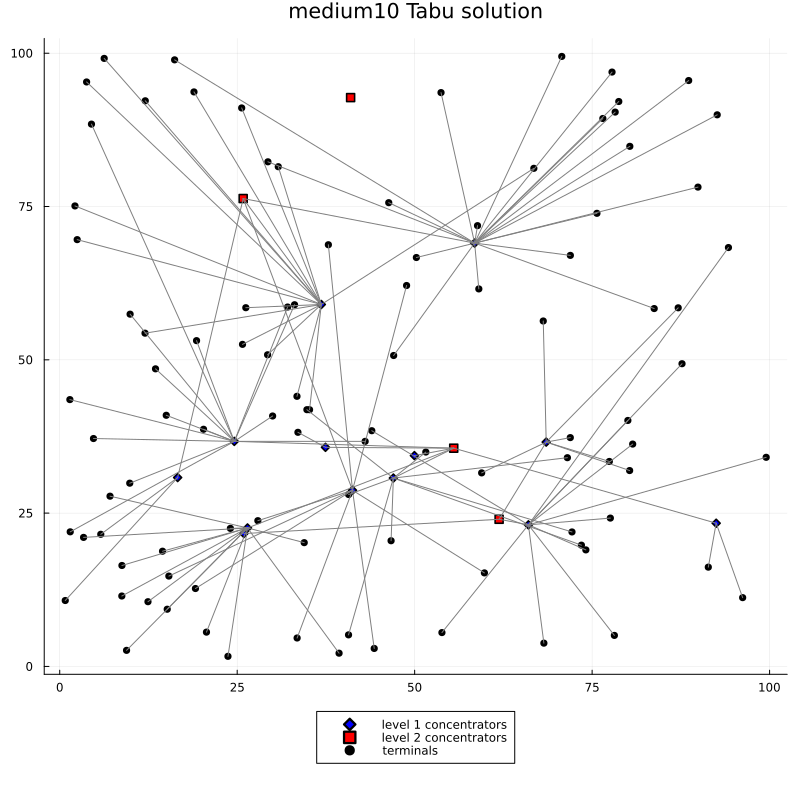 medium10 Tabu solution
100
75
50
25
0
0 25 50 75 100
level 1 concentrators
level 2 concentrators
terminals